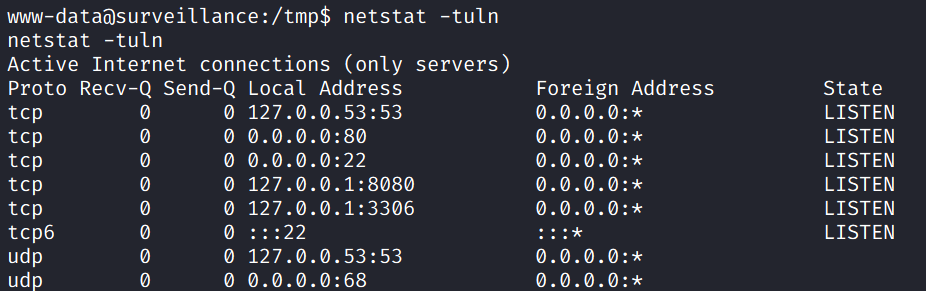 www-data@surveillance:/tmp$ netstat -tuln
netstat -tuln
Active Internet connections (only servers)
Proto Recv-Q Send-Q Local Address           Foreign Address         State
tcp        0      0 127.0.0.53:53           0.0.0.0:*               LISTEN
tcp        0      0 0.0.0.0:80              0.0.0.0:*               LISTEN
tcp        0      0 0.0.0.0:22              0.0.0.0:*               LISTEN
tcp        0      0 127.0.0.1:8080          0.0.0.0:*               LISTEN
tcp        0      0 127.0.0.1:3306          0.0.0.0:*               LISTEN
tcp6       0      0 :::22                   :::*                    LISTEN
udp        0      0 127.0.0.53:53           0.0.0.0:*
udp        0      0 0.0.0.0:68              0.0.0.0:*